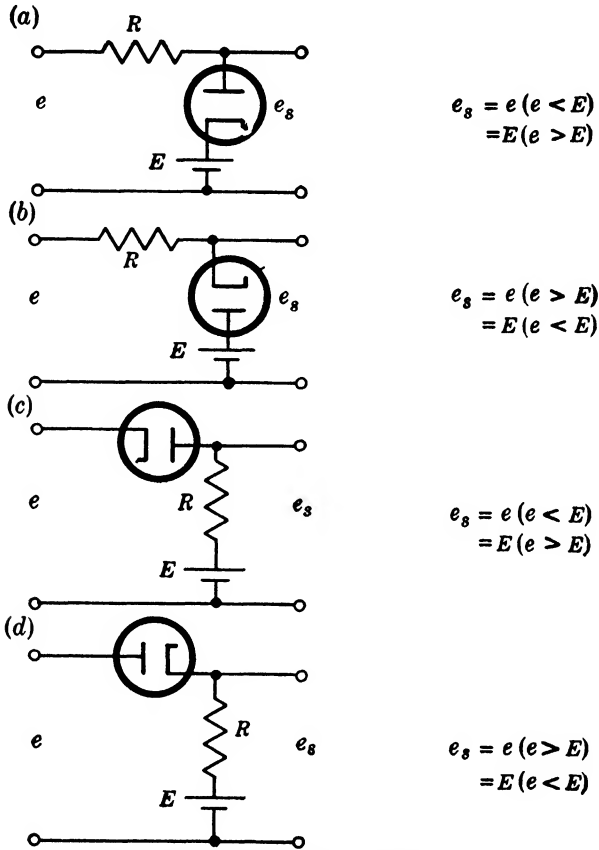 (a)
R
e
e_s
E
e_s = e (e < E)
= E (e > E)
(b)
R
e
e_s
E
e_s = e (e > E)
= E (e < E)
(c)
e
R
e_s
E
e_s = e (e < E)
= E (e > E)
(d)
e
R
e_s
E
e_s = e (e > E)
= E (e < E)